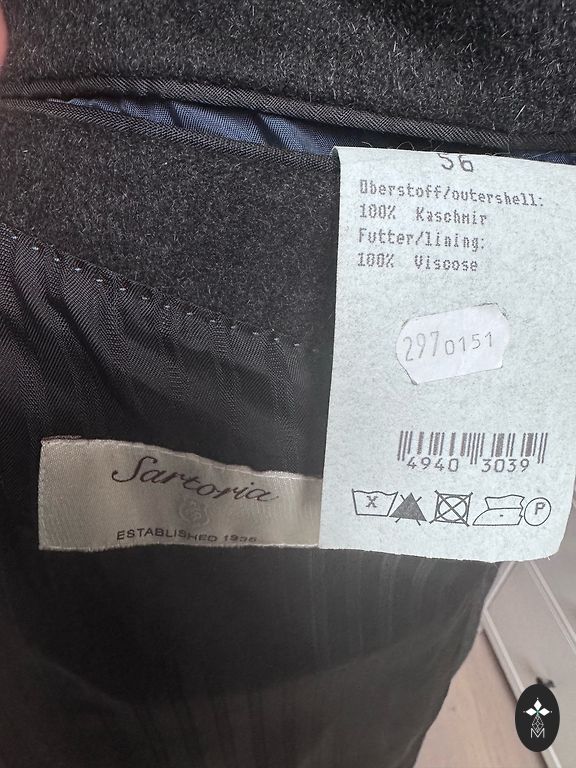 56
Oberstoff/outershell:
100% Kaschmir
Futter/lining:
100% Viscose
2970151
4940 3039
X
P
Sartoria
ESTABLISHED 1936
M